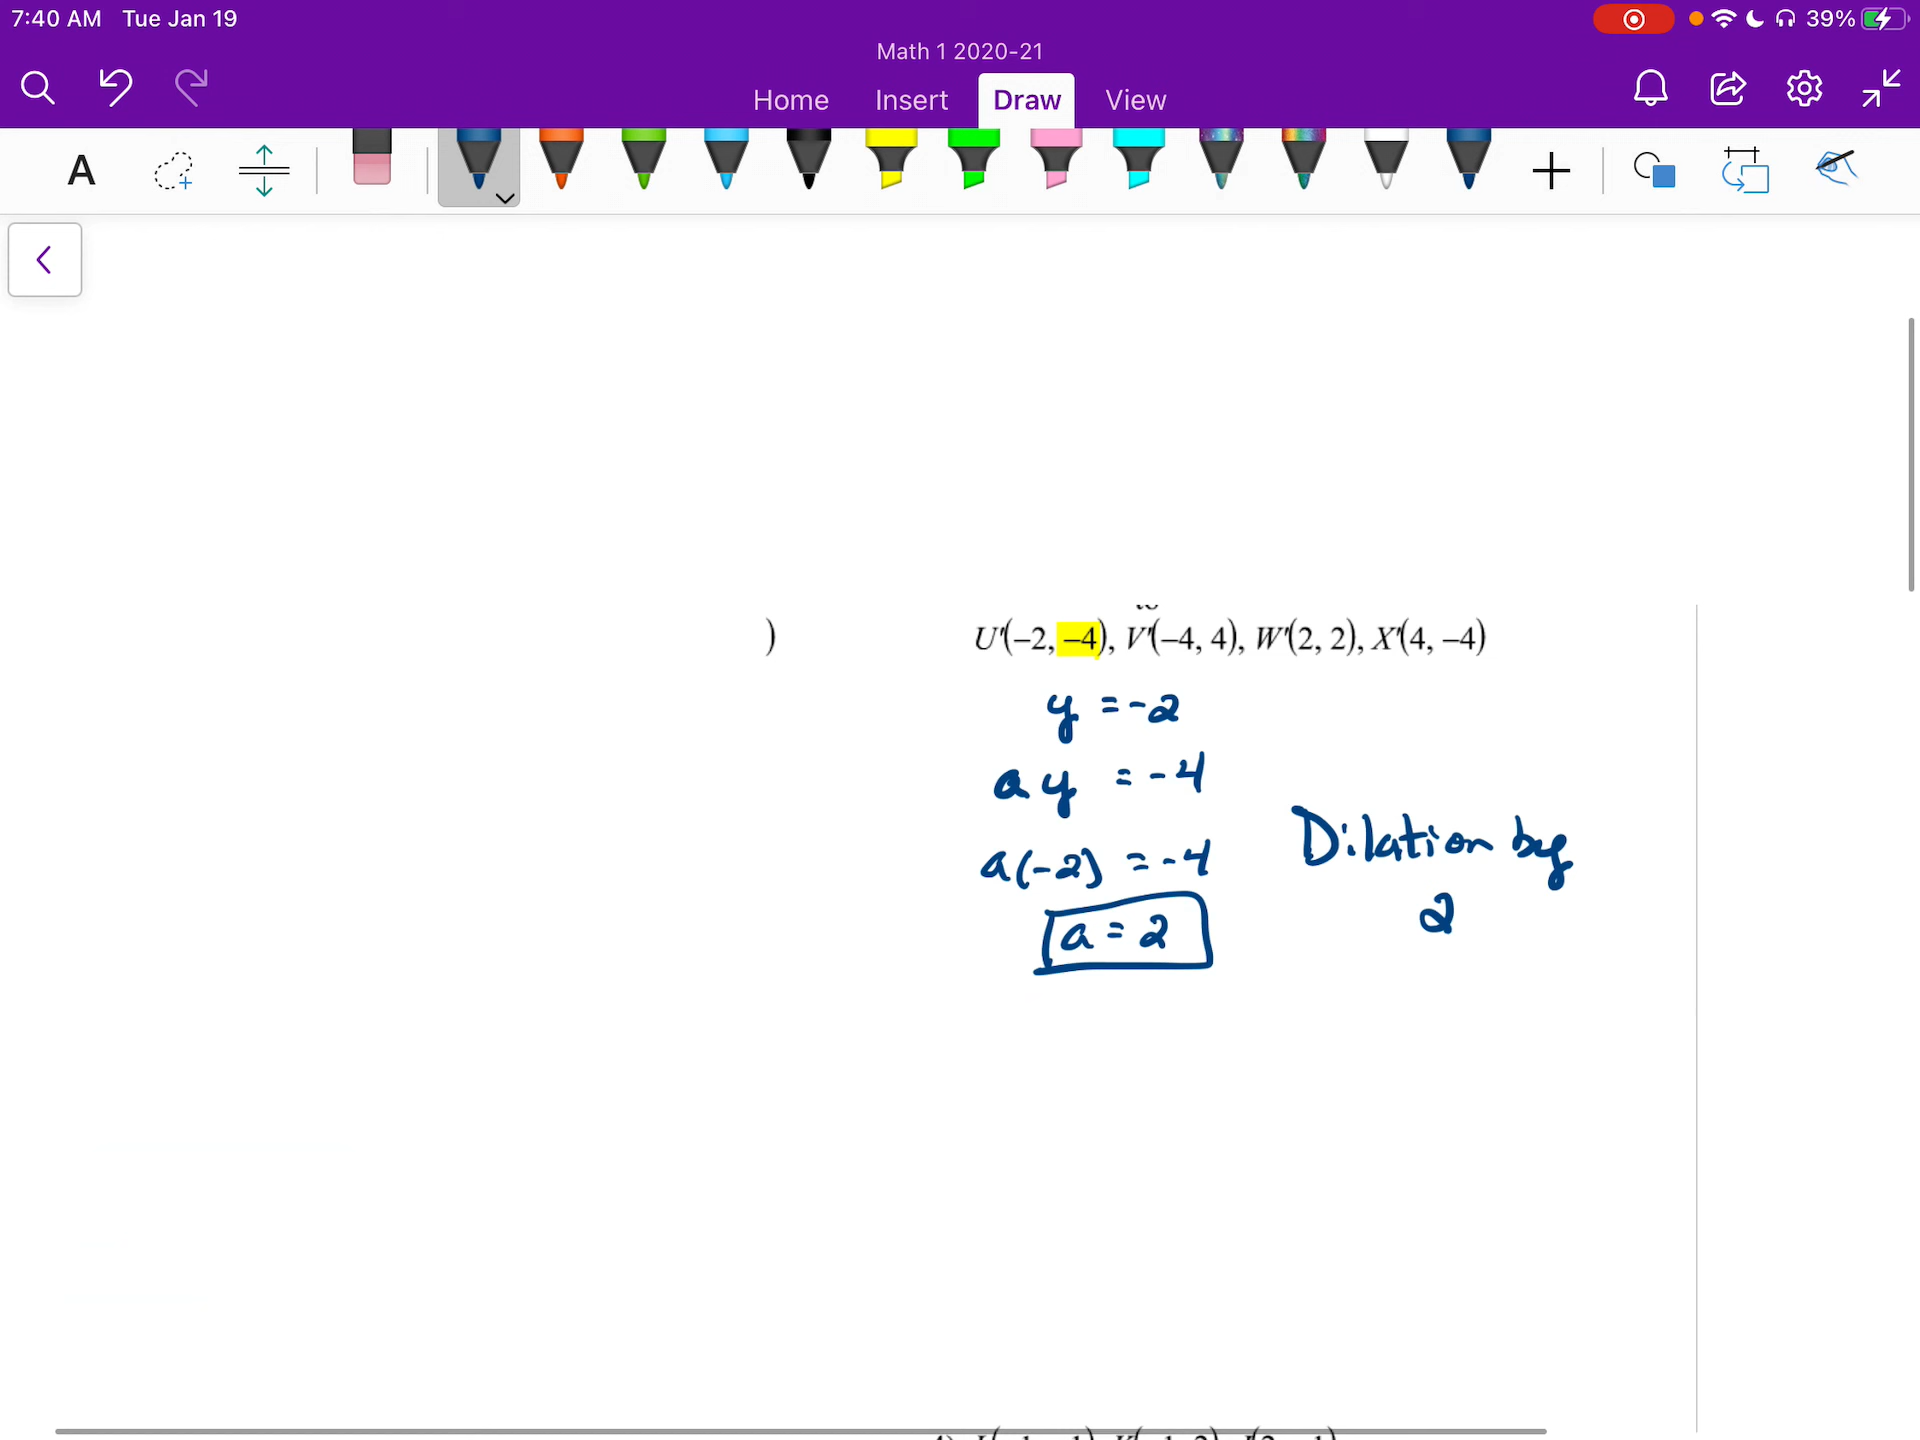 7:40 AM Tue Jan 19
39%
Math 1 2020-21
Home Insert Draw View
A
) U'(−2, −4), V'(−4, 4), W'(2, 2), X'(4, −4)
y = -2
ay = -4
a(-2) = -4
Dilation by
2
a = 2